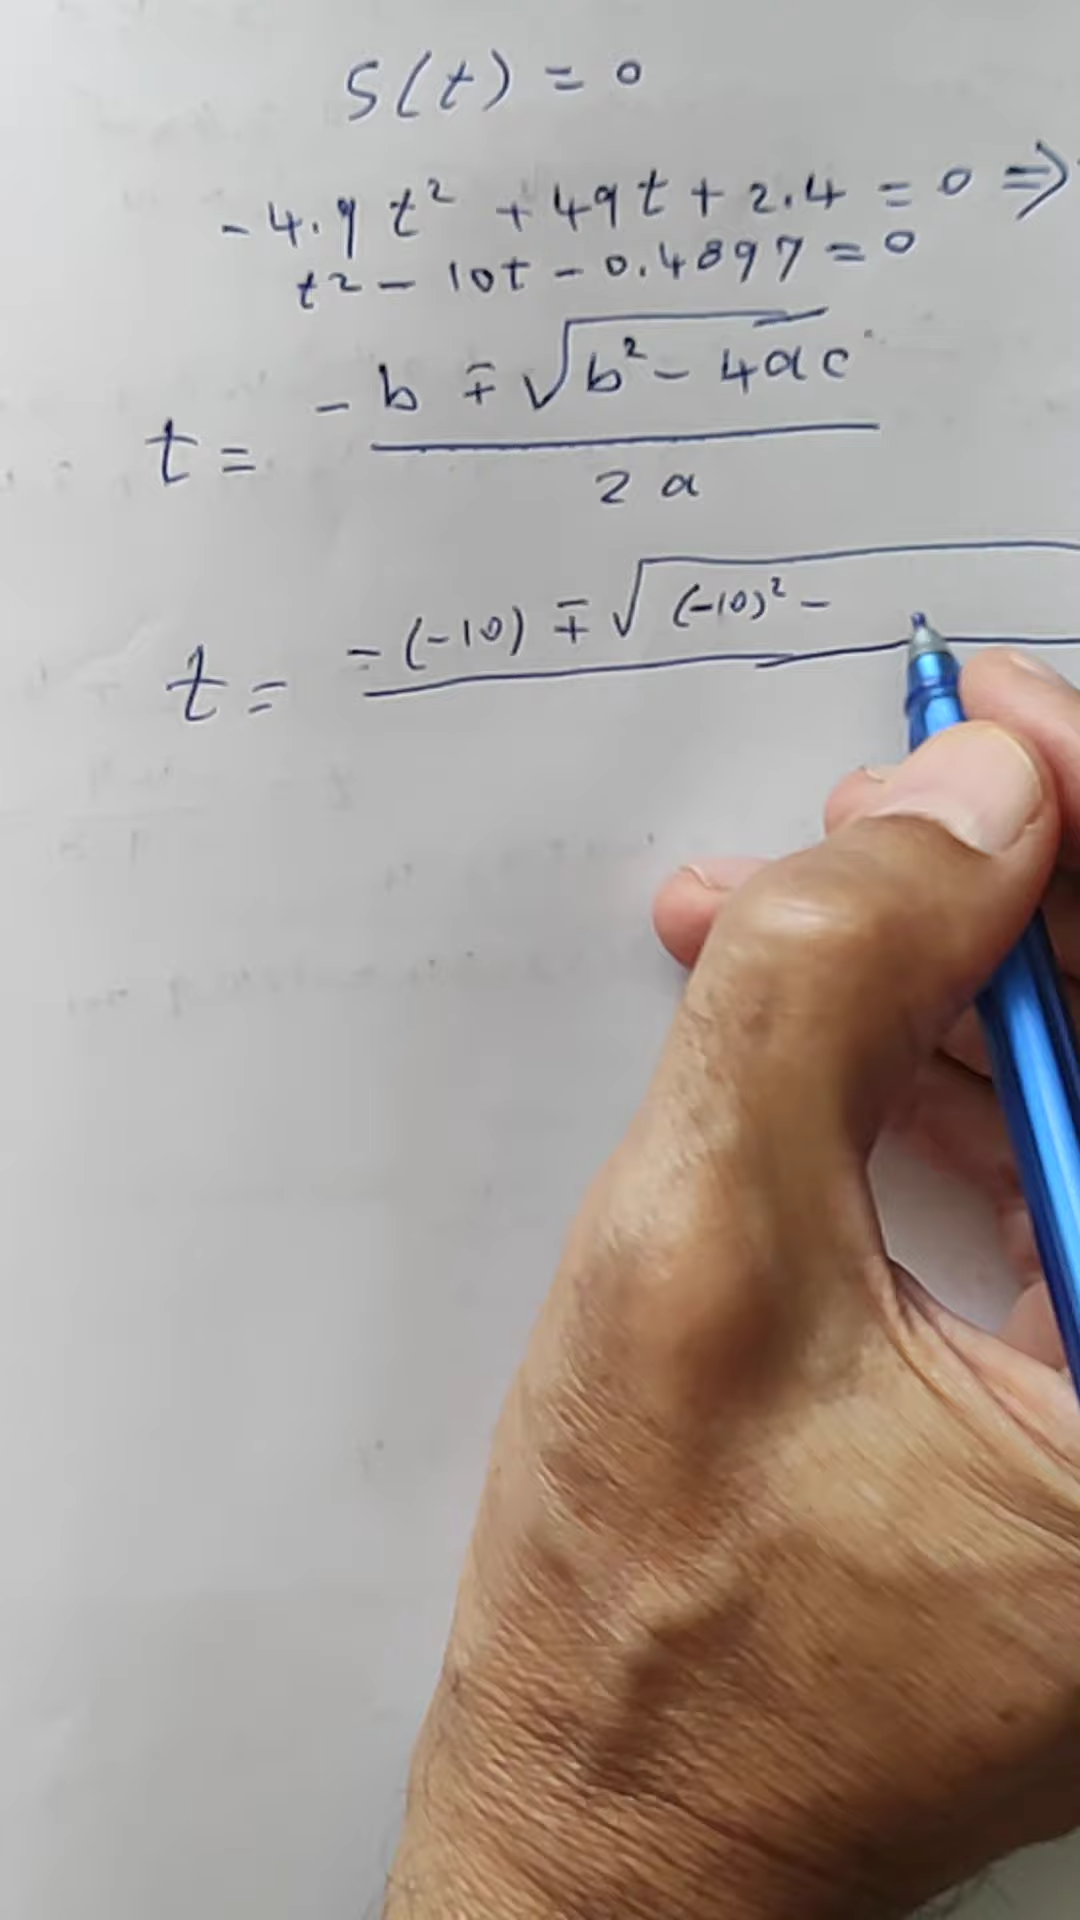 S(t) = 0
-4.9 t² + 49t + 2.4 = 0 ⇒
t² - 10t - 0.4897 = 0
t = (-b ∓ √(b² - 4ac)) / 2a
t = -(-10) ∓ √((-10)² -